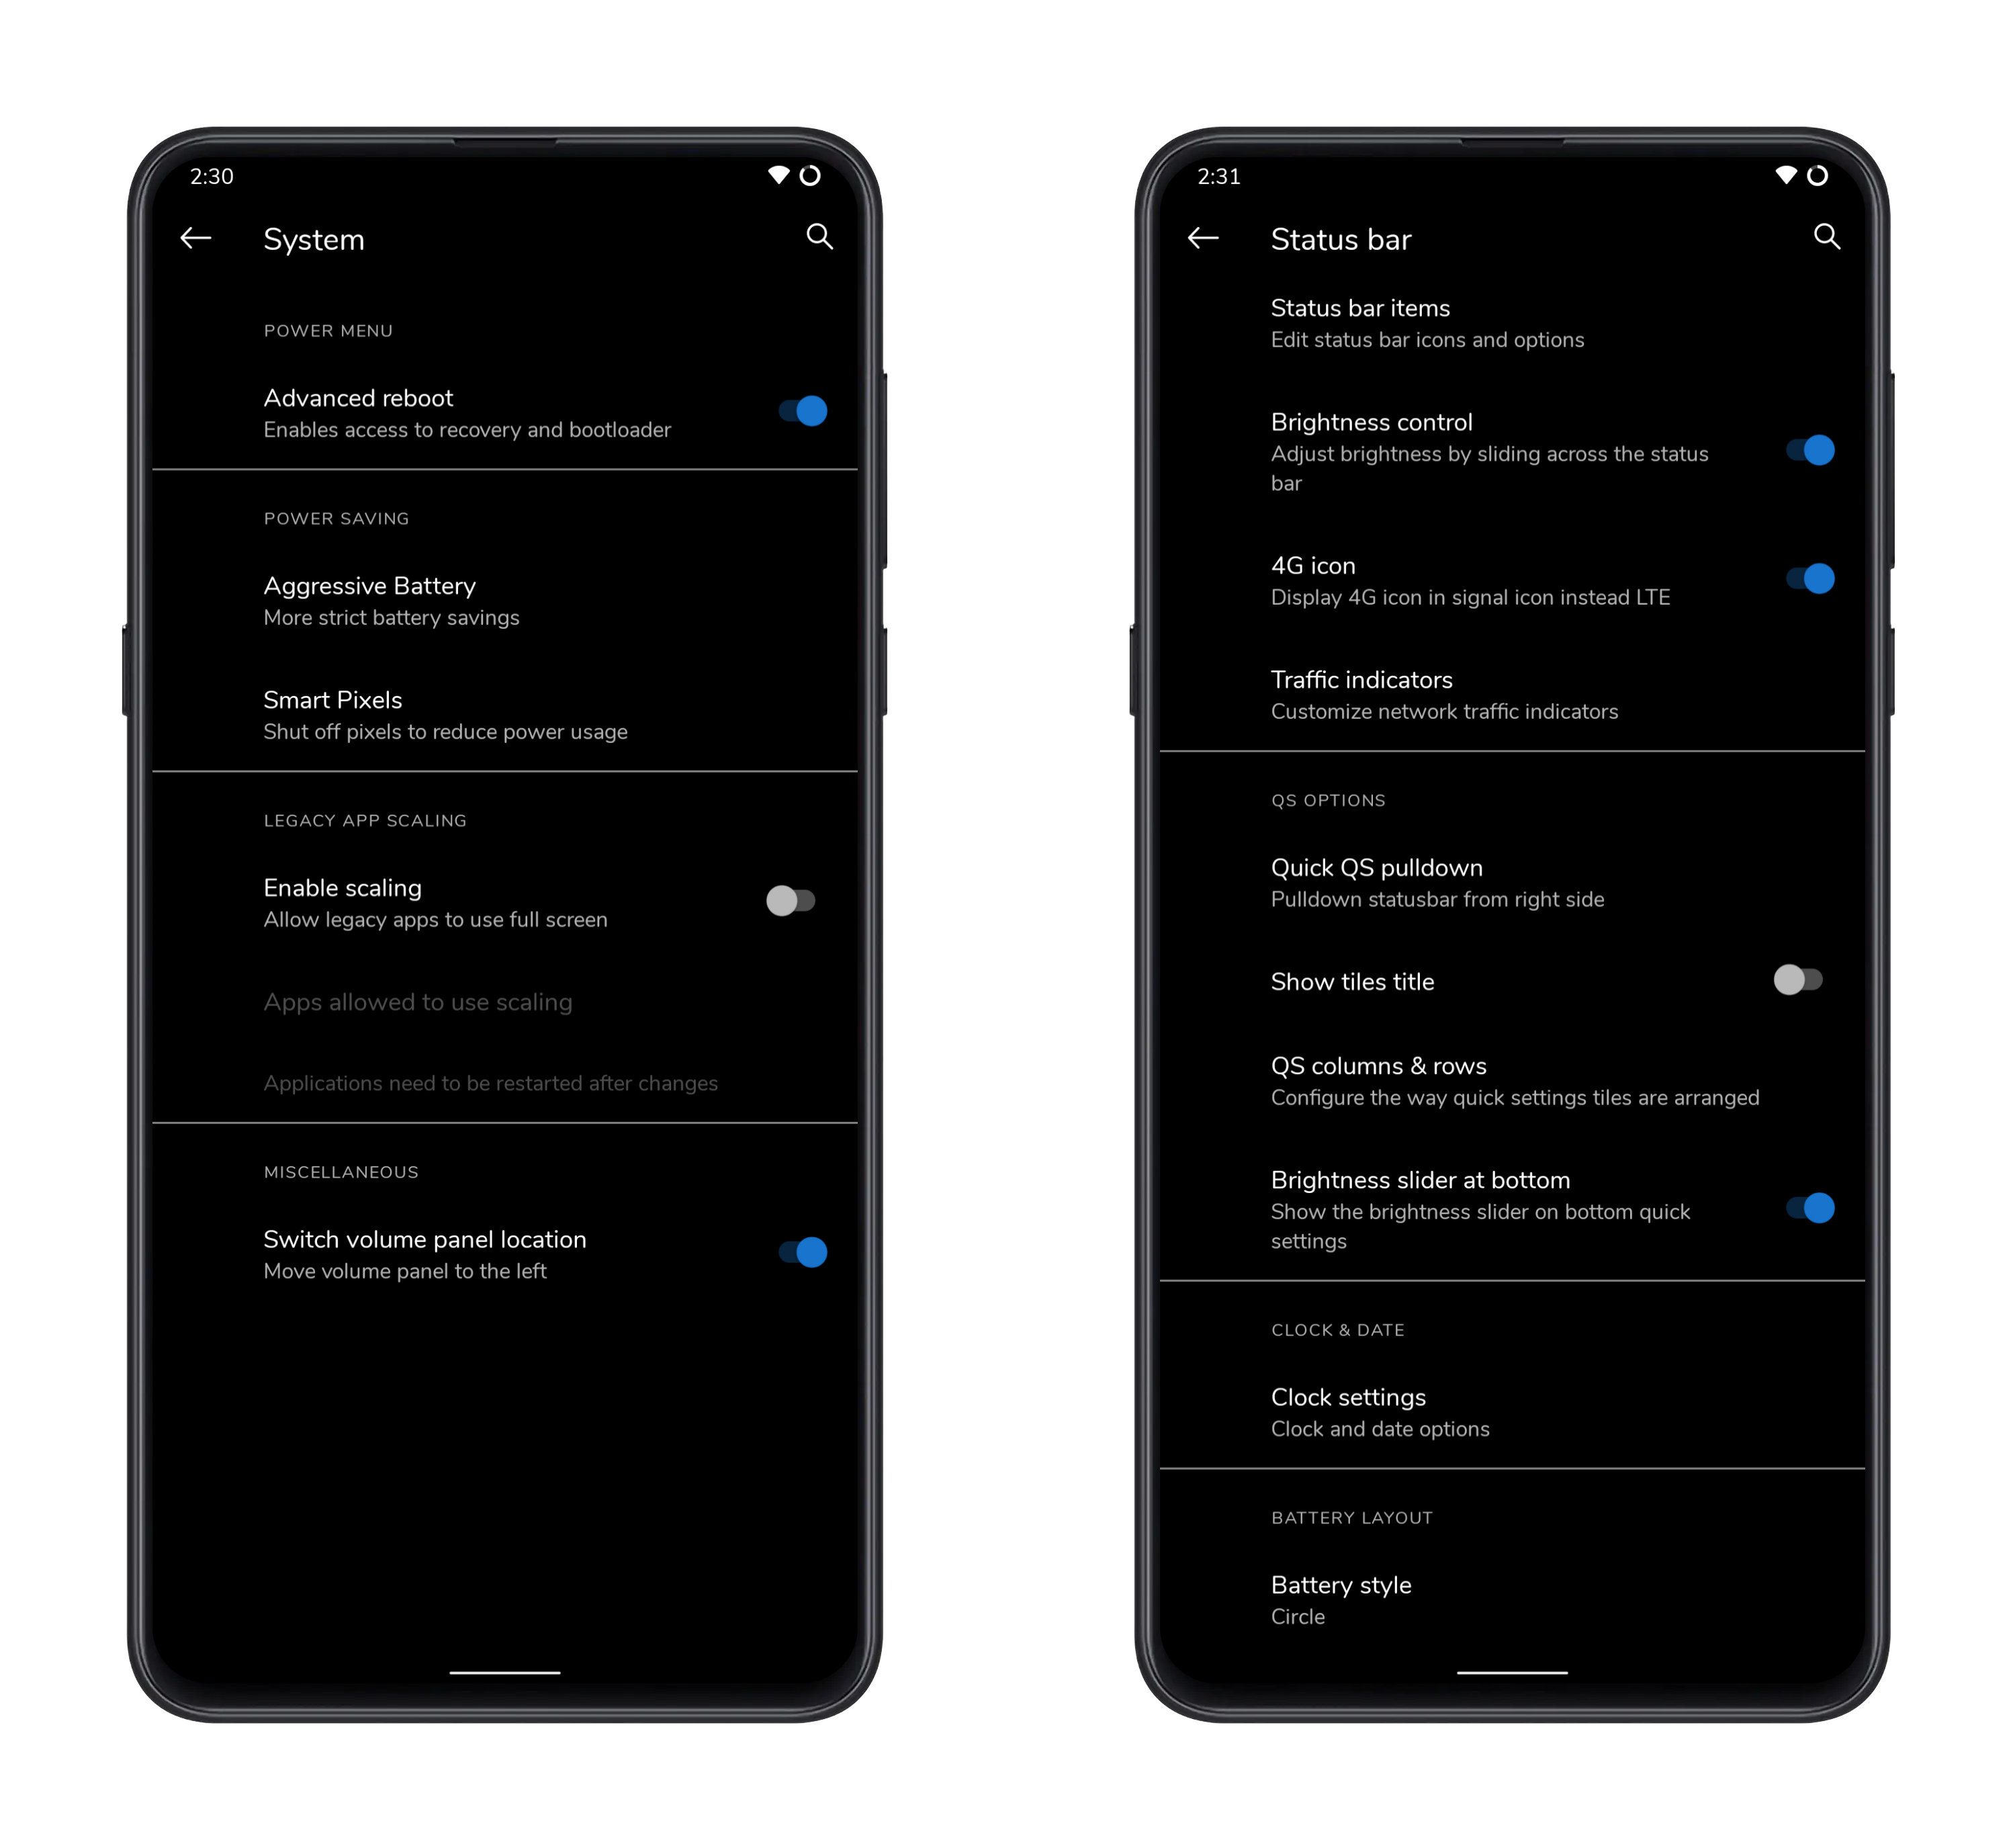 2:30
System
POWER MENU
Advanced reboot
Enables access to recovery and bootloader
POWER SAVING
Aggressive Battery
More strict battery savings
Smart Pixels
Shut off pixels to reduce power usage
LEGACY APP SCALING
Enable scaling
Allow legacy apps to use full screen
Apps allowed to use scaling
Applications need to be restarted after changes
MISCELLANEOUS
Switch volume panel location
Move volume panel to the left
2:31
Status bar
Status bar items
Edit status bar icons and options
Brightness control
Adjust brightness by sliding across the status
bar
4G icon
Display 4G icon in signal icon instead LTE
Traffic indicators
Customize network traffic indicators
QS OPTIONS
Quick QS pulldown
Pulldown statusbar from right side
Show tiles title
QS columns & rows
Configure the way quick settings tiles are arranged
Brightness slider at bottom
Show the brightness slider on bottom quick
settings
CLOCK & DATE
Clock settings
Clock and date options
BATTERY LAYOUT
Battery style
Circle